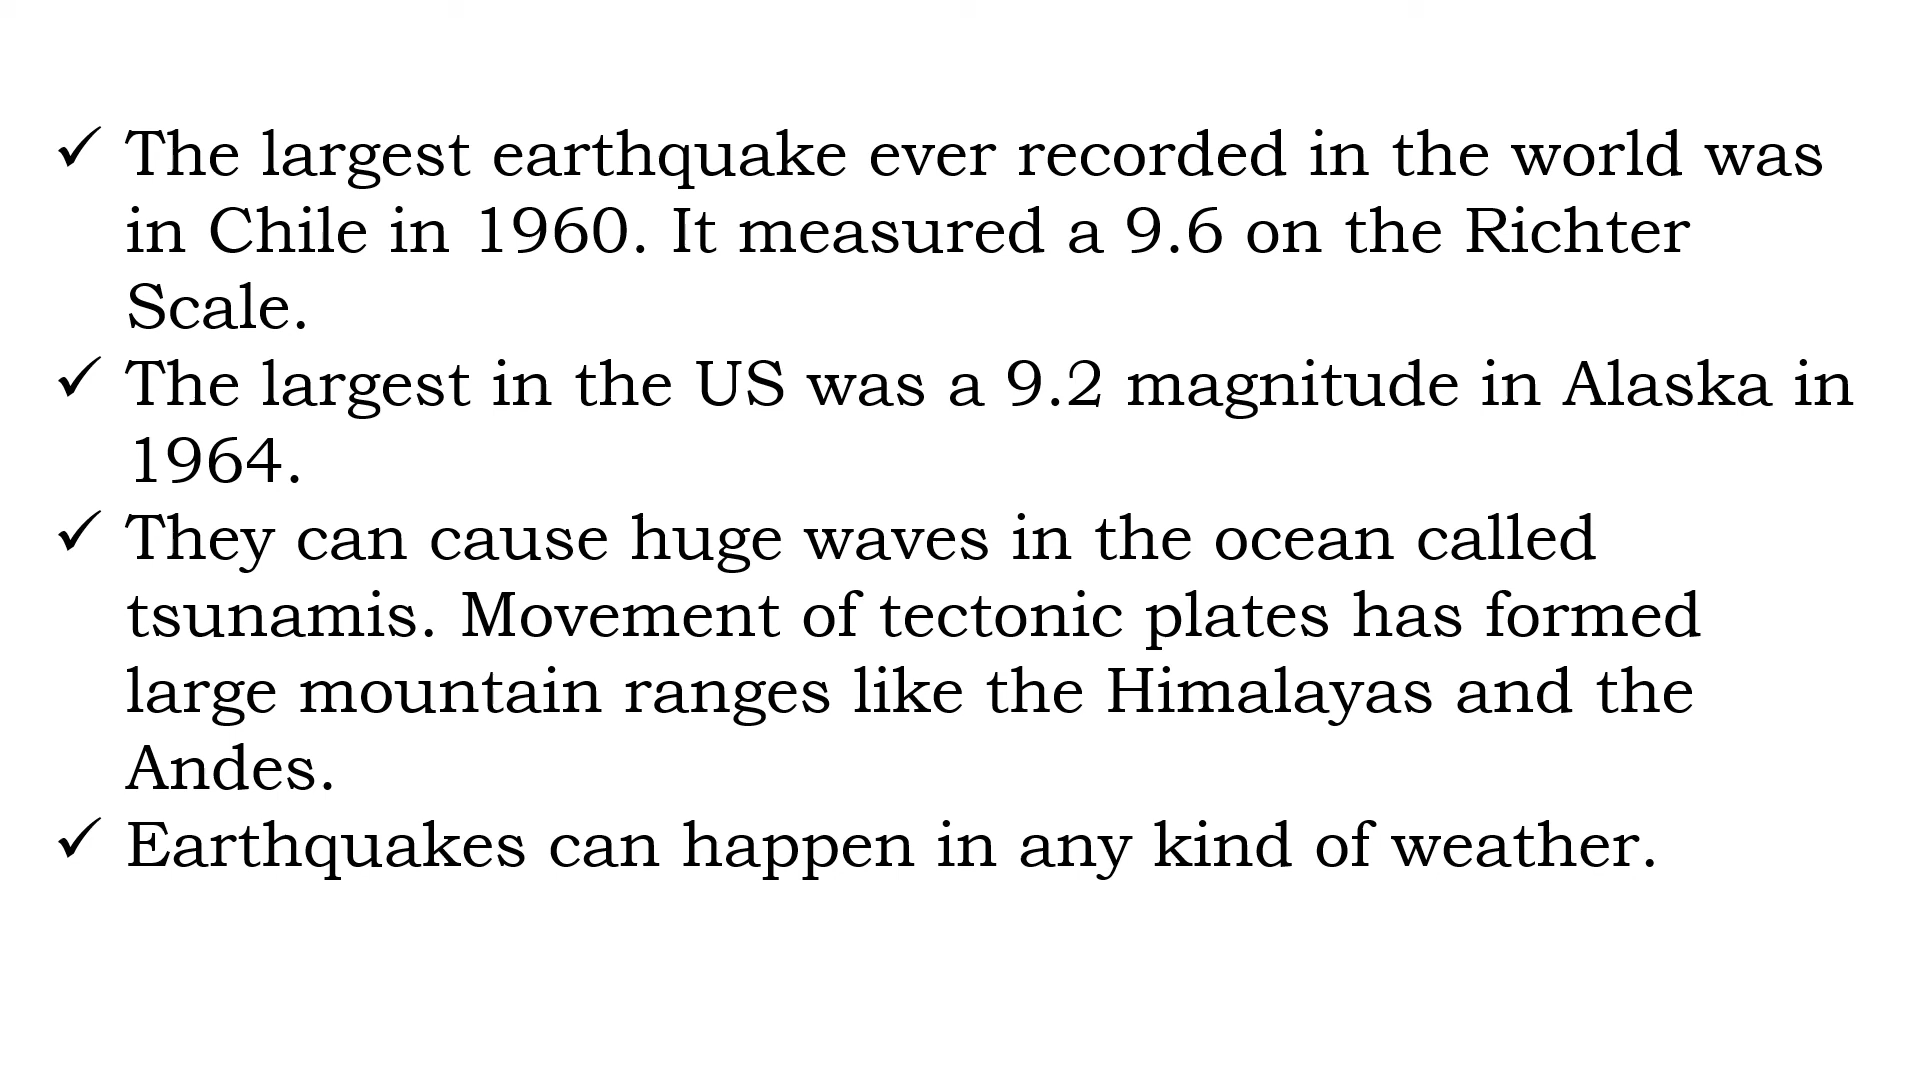 ✓ The largest earthquake ever recorded in the world was
in Chile in 1960. It measured a 9.6 on the Richter
Scale.
✓ The largest in the US was a 9.2 magnitude in Alaska in
1964.
✓ They can cause huge waves in the ocean called
tsunamis. Movement of tectonic plates has formed
large mountain ranges like the Himalayas and the
Andes.
✓ Earthquakes can happen in any kind of weather.